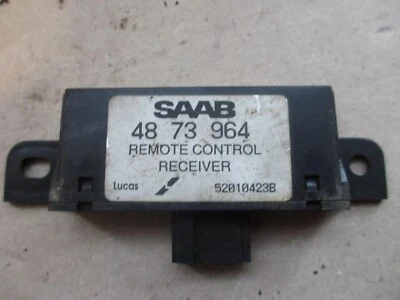 SAAB
48 73 964
REMOTE CONTROL
RECEIVER
Lucas 52010423B